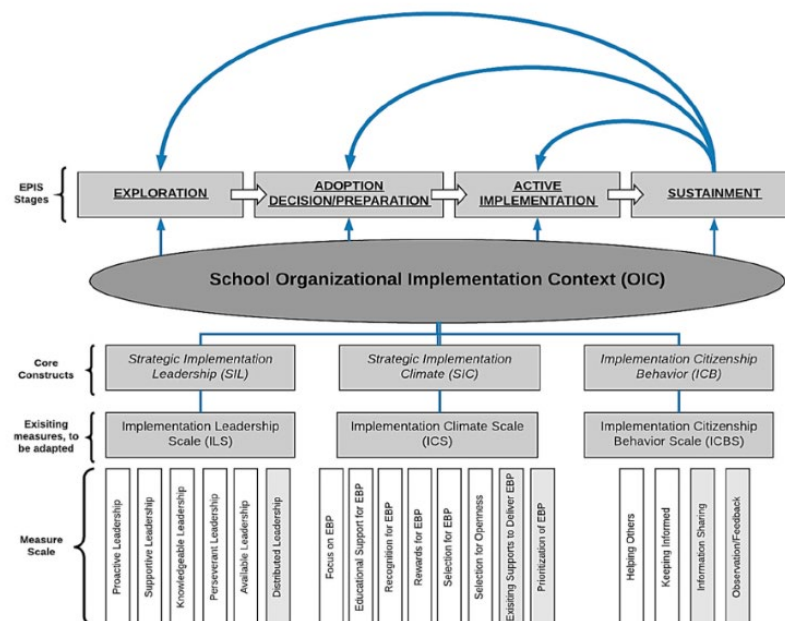 EPIS
Stages
EXPLORATION
ADOPTION
DECISION/PREPARATION
ACTIVE
IMPLEMENTATION
SUSTAINMENT
School Organizational Implementation Context (OIC)
Core
Constructs
Strategic Implementation
Leadership (SIL)
Strategic Implementation
Climate (SIC)
Implementation Citizenship
Behavior (ICB)
Exisiting
measures, to
be adapted
Implementation Leadership
Scale (ILS)
Implementation Climate Scale
(ICS)
Implementation Citizenship
Behavior Scale (ICBS)
Measure
Scale
Proactive Leadership
Supportive Leadership
Knowledgeable Leadership
Perseverant Leadership
Available Leadership
Distributed Leadership
Focus on EBP
Educational Support for EBP
Recognition for EBP
Rewards for EBP
Selection for EBP
Selection for Openness
Exisiting Supports to Deliver EBP
Prioritization of EBP
Helping Others
Keeping Informed
Information Sharing
Observation/Feedback